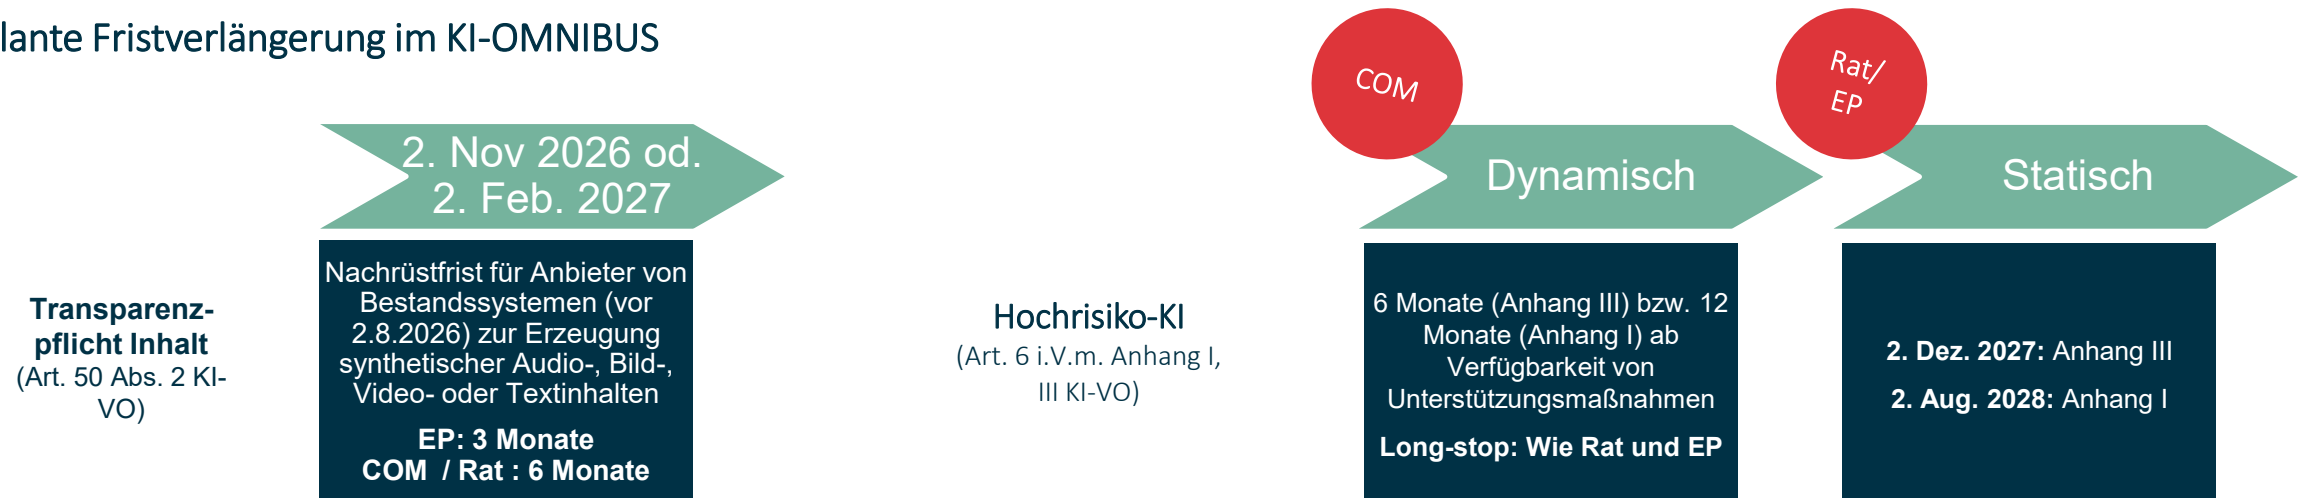 lante Fristverlängerung im KI-OMNIBUS
2. Nov 2026 od.
2. Feb. 2027
Transparenz-
pflicht Inhalt
(Art. 50 Abs. 2 KI-
VO)
Nachrüstfrist für Anbieter von
Bestandssystemen (vor
2.8.2026) zur Erzeugung
synthetischer Audio-, Bild-,
Video- oder Textinhalten
EP: 3 Monate
COM / Rat : 6 Monate
Hochrisiko-KI
(Art. 6 i.V.m. Anhang I,
III KI-VO)
COM
Dynamisch
6 Monate (Anhang III) bzw. 12
Monate (Anhang I) ab
Verfügbarkeit von
Unterstützungsmaßnahmen
Long-stop: Wie Rat und EP
Rat/
EP
Statisch
2. Dez. 2027: Anhang III
2. Aug. 2028: Anhang I